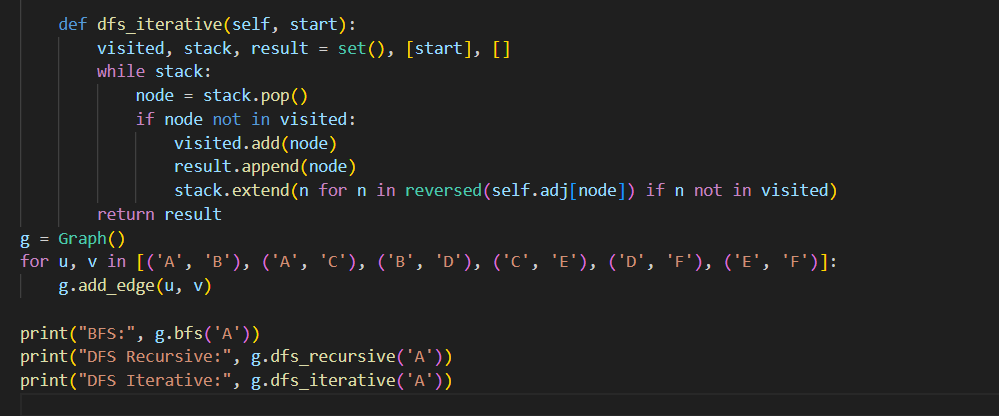 def dfs_iterative(self, start):
        visited, stack, result = set(), [start], []
        while stack:
            node = stack.pop()
            if node not in visited:
                visited.add(node)
                result.append(node)
                stack.extend(n for n in reversed(self.adj[node]) if n not in visited)
        return result
g = Graph()
for u, v in [('A', 'B'), ('A', 'C'), ('B', 'D'), ('C', 'E'), ('D', 'F'), ('E', 'F')]:
    g.add_edge(u, v)

print("BFS:", g.bfs('A'))
print("DFS Recursive:", g.dfs_recursive('A'))
print("DFS Iterative:", g.dfs_iterative('A'))